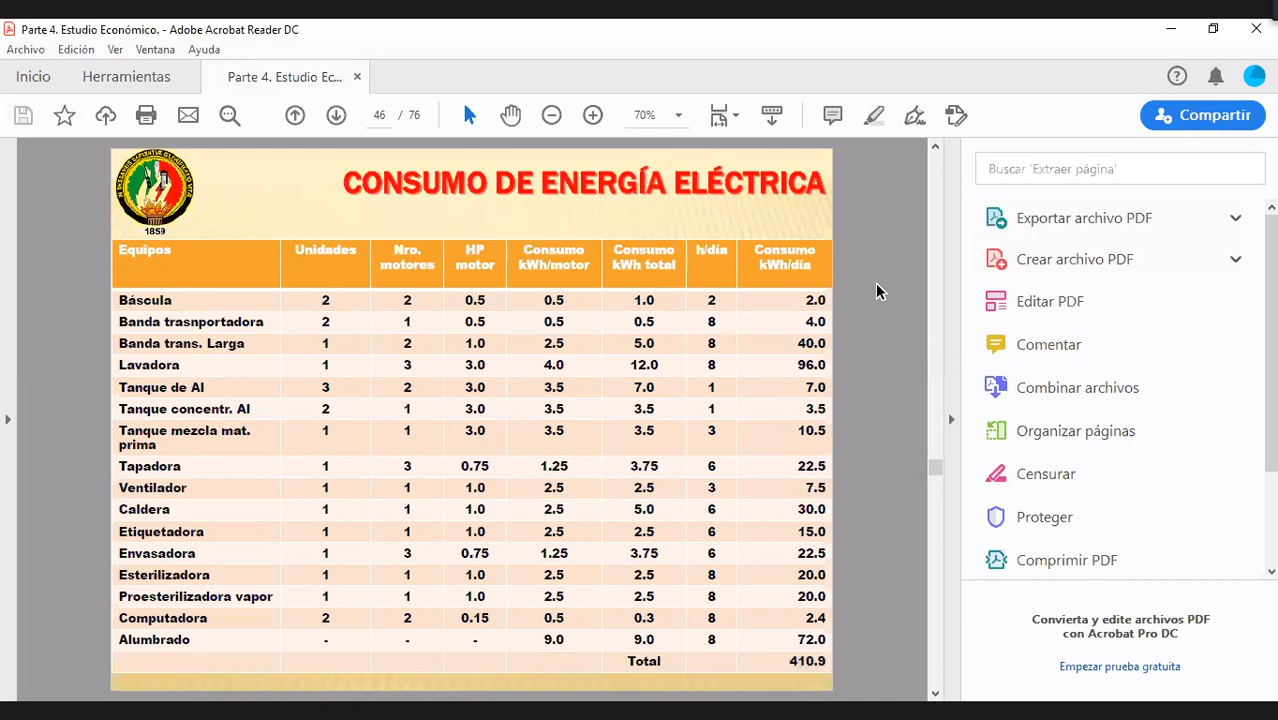 Parte 4. Estudio Económico. - Adobe Acrobat Reader DC
Archivo Edición Ver Ventana Ayuda
Inicio Herramientas Parte 4. Estudio Ec... ×
46 / 76 70% Compartir
CONSUMO DE ENERGÍA ELÉCTRICA
1859
Equipos Unidades Nro. motores HP motor Consumo kWh/motor Consumo kWh total h/día Consumo kWh/día
Báscula 2 2 0.5 0.5 1.0 2 2.0
Banda trasnportadora 2 1 0.5 0.5 0.5 8 4.0
Banda trans. Larga 1 2 1.0 2.5 5.0 8 40.0
Lavadora 1 3 3.0 4.0 12.0 8 96.0
Tanque de Al 3 2 3.0 3.5 7.0 1 7.0
Tanque concentr. Al 2 1 3.0 3.5 3.5 1 3.5
Tanque mezcla mat. prima 1 1 3.0 3.5 3.5 3 10.5
Tapadora 1 3 0.75 1.25 3.75 6 22.5
Ventilador 1 1 1.0 2.5 2.5 3 7.5
Caldera 1 1 1.0 2.5 5.0 6 30.0
Etiquetadora 1 1 1.0 2.5 2.5 6 15.0
Envasadora 1 3 0.75 1.25 3.75 6 22.5
Esterilizadora 1 1 1.0 2.5 2.5 8 20.0
Proesterilizadora vapor 1 1 1.0 2.5 2.5 8 20.0
Computadora 2 2 0.15 0.5 0.3 8 2.4
Alumbrado - - - 9.0 9.0 8 72.0
Total 410.9
Buscar 'Extraer página'
Exportar archivo PDF
Crear archivo PDF
Editar PDF
Comentar
Combinar archivos
Organizar páginas
Censurar
Proteger
Comprimir PDF
Convierta y edite archivos PDF
con Acrobat Pro DC
Empezar prueba gratuita